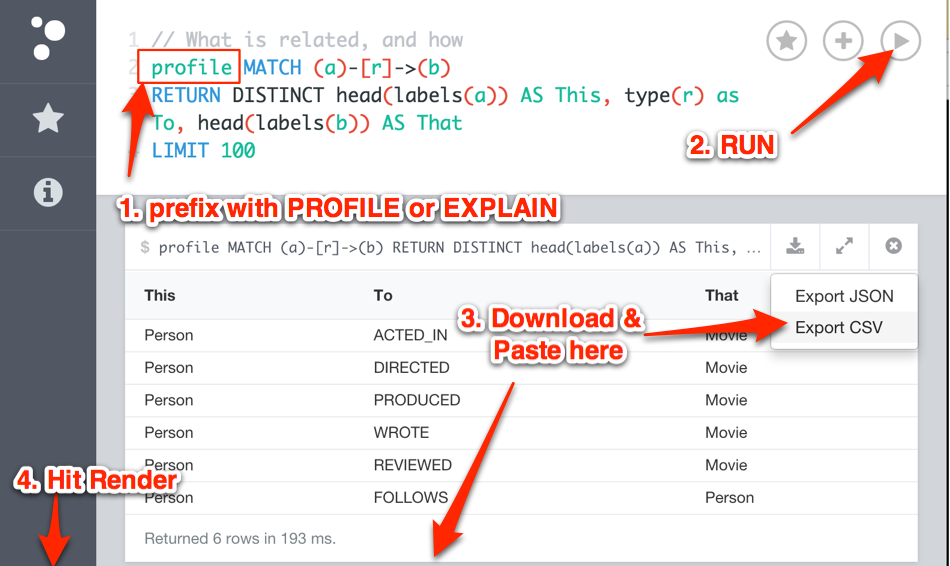 1 // What is related, and how
2 profile MATCH (a)-[r]->(b)
RETURN DISTINCT head(labels(a)) AS This, type(r) as
To, head(labels(b)) AS That
LIMIT 100
2. RUN
1. prefix with PROFILE or EXPLAIN
$ profile MATCH (a)-[r]->(b) RETURN DISTINCT head(labels(a)) AS This, ...
Export JSON
Export CSV
This To That
3. Download &
Paste here
Person ACTED_IN Movie
Person DIRECTED Movie
Person PRODUCED Movie
Person WROTE Movie
Person REVIEWED Movie
4. Hit Render
Person FOLLOWS Person
Returned 6 rows in 193 ms.